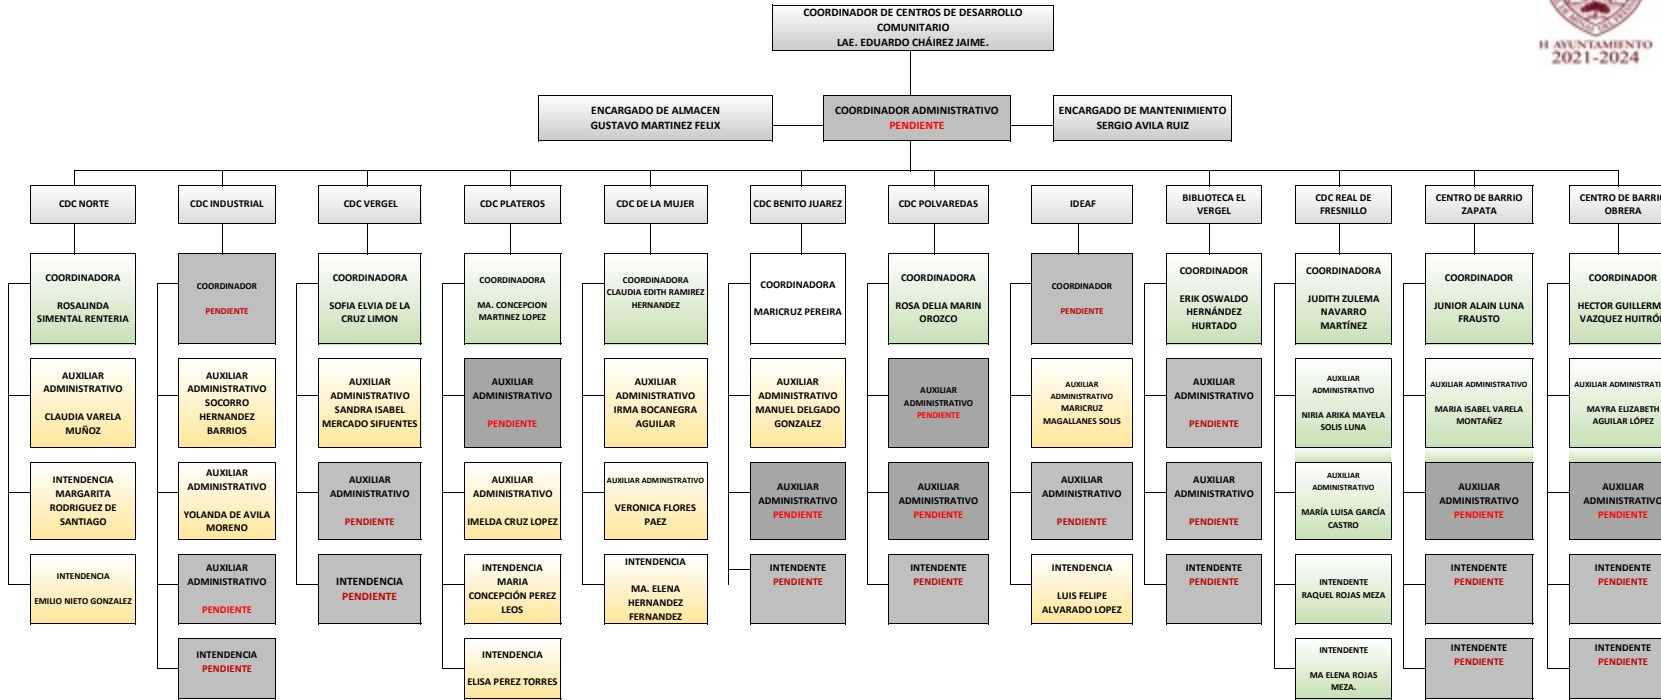 COORDINADOR DE CENTROS DE DESARROLLO
COMUNITARIO
LAE. EDUARDO CHÁIREZ JAIME.
H AYUNTAMIENTO
2021-2024
ENCARGADO DE ALMACEN
GUSTAVO MARTINEZ FELIX
COORDINADOR ADMINISTRATIVO
PENDIENTE
ENCARGADO DE MANTENIMIENTO
SERGIO AVILA RUIZ
CDC NORTE
COORDINADORA
ROSALINDA
SIMENTAL RENTERIA
AUXILIAR
ADMINISTRATIVO
CLAUDIA VARELA
MUÑOZ
INTENDENCIA
MARGARITA
RODRIGUEZ DE
SANTIAGO
INTENDENCIA
EMILIO NIETO GONZALEZ
CDC INDUSTRIAL
COORDINADOR
PENDIENTE
AUXILIAR
ADMINISTRATIVO
SOCORRO
HERNANDEZ
BARRIOS
AUXILIAR
ADMINISTRATIVO
YOLANDA DE AVILA
MORENO
AUXILIAR
ADMINISTRATIVO
PENDIENTE
INTENDENCIA
PENDIENTE
CDC VERGEL
COORDINADORA
SOFIA ELVIA DE LA
CRUZ LIMON
AUXILIAR
ADMINISTRATIVO
SANDRA ISABEL
MERCADO SIFUENTES
AUXILIAR
ADMINISTRATIVO
PENDIENTE
INTENDENCIA
PENDIENTE
CDC PLATEROS
COORDINADORA
MA. CONCEPCION
MARTINEZ LOPEZ
AUXILIAR
ADMINISTRATIVO
PENDIENTE
AUXILIAR
ADMINISTRATIVO
IMELDA CRUZ LOPEZ
INTENDENCIA
MARIA
CONCEPCIÓN PEREZ
LEOS
INTENDENCIA
ELISA PEREZ TORRES
CDC DE LA MUJER
COORDINADORA
CLAUDIA EDITH RAMIREZ
HERNANDEZ
AUXILIAR
ADMINISTRATIVO
IRMA BOCANEGRA
AGUILAR
AUXILIAR ADMINISTRATIVO
VERONICA FLORES
PAEZ
INTENDENCIA
MA. ELENA
HERNANDEZ
FERNANDEZ
CDC BENITO JUAREZ
COORDINADORA
MARICRUZ PEREIRA
AUXILIAR
ADMINISTRATIVO
MANUEL DELGADO
GONZALEZ
AUXILIAR
ADMINISTRATIVO
PENDIENTE
INTENDENTE
PENDIENTE
CDC POLVAREDAS
COORDINADORA
ROSA DELIA MARIN
OROZCO
AUXILIAR
ADMINISTRATIVO
PENDIENTE
AUXILIAR
ADMINISTRATIVO
PENDIENTE
INTENDENTE
PENDIENTE
IDEAF
COORDINADOR
PENDIENTE
AUXILIAR
ADMINISTRATIVO
MARICRUZ
MAGALLANES SOLIS
AUXILIAR
ADMINISTRATIVO
PENDIENTE
INTENDENCIA
LUIS FELIPE
ALVARADO LOPEZ
BIBLIOTECA EL
VERGEL
COORDINADOR
ERIK OSWALDO
HERNÁNDEZ
HURTADO
AUXILIAR
ADMINISTRATIVO
PENDIENTE
AUXILIAR
ADMINISTRATIVO
PENDIENTE
INTENDENTE
PENDIENTE
CDC REAL DE
FRESNILLO
COORDINADORA
JUDITH ZULEMA
NAVARRO
MARTÍNEZ
AUXILIAR
ADMINISTRATIVO
NIRIA ARIKA MAYELA
SOLIS LUNA
AUXILIAR
ADMINISTRATIVO
MARÍA LUISA GARCÍA
CASTRO
INTENDENTE
RAQUEL ROJAS MEZA
INTENDENTE
MA ELENA ROJAS
MEZA.
CENTRO DE BARRIO
ZAPATA
COORDINADOR
JUNIOR ALAIN LUNA
FRAUSTO
AUXILIAR ADMINISTRATIVO
MARIA ISABEL VARELA
MONTAÑEZ
AUXILIAR
ADMINISTRATIVO
PENDIENTE
INTENDENTE
PENDIENTE
INTENDENTE
PENDIENTE
CENTRO DE BARRIO
OBRERA
COORDINADOR
HECTOR GUILLERM
VAZQUEZ HUITRÓ
AUXILIAR ADMINISTRATI
MAYRA ELIZABETH
AGUILAR LÓPEZ
AUXILIAR
ADMINISTRATIVO
PENDIENTE
INTENDENTE
PENDIENTE
INTENDENTE
PENDIENTE